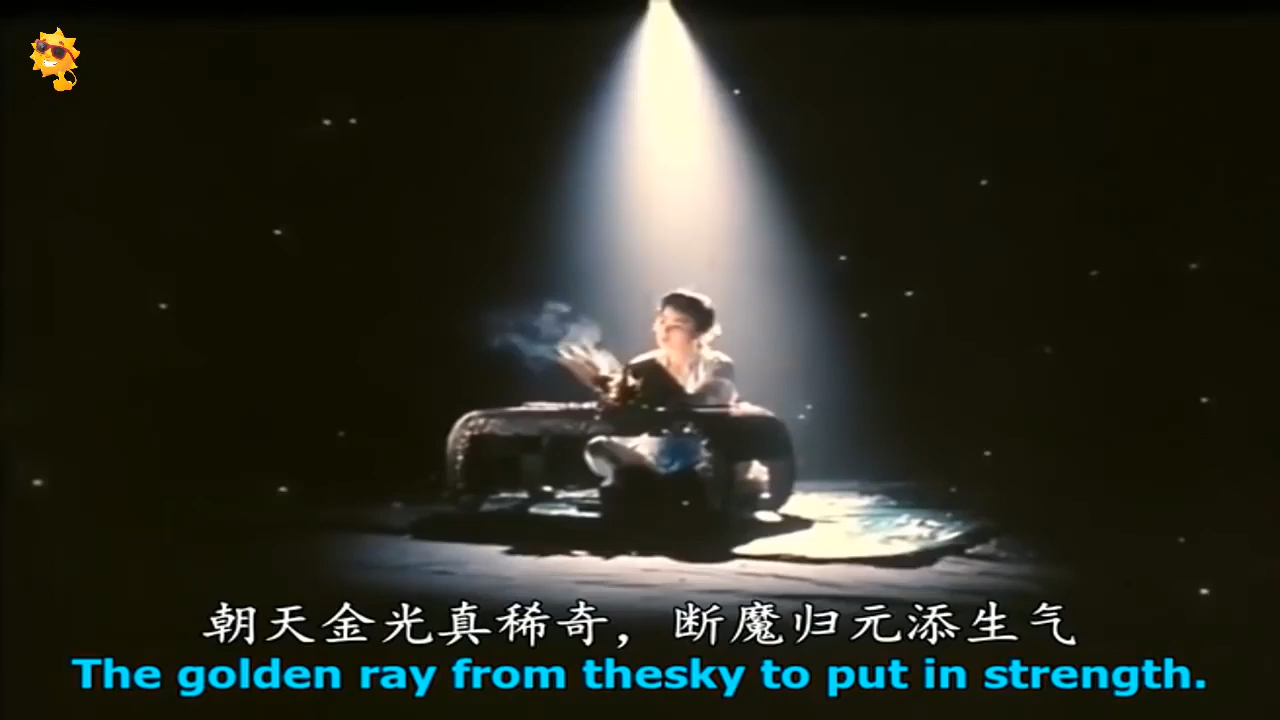 朝天金光真稀奇，断魔归元添生气
The golden ray from thesky to put in strength.